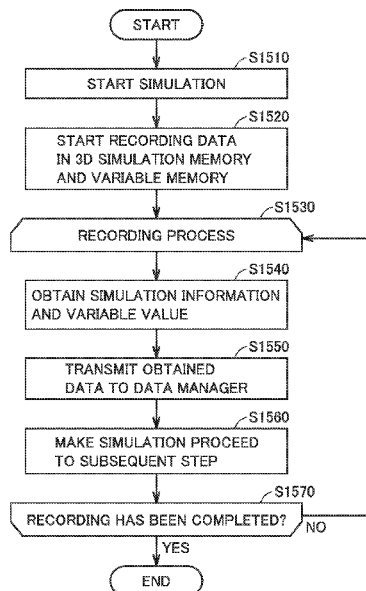 START
S1510
START SIMULATION
S1520
START RECORDING DATA
IN 3D SIMULATION MEMORY
AND VARIABLE MEMORY
S1530
RECORDING PROCESS
S1540
OBTAIN SIMULATION INFORMATION
AND VARIABLE VALUE
S1550
TRANSMIT OBTAINED
DATA TO DATA MANAGER
S1560
MAKE SIMULATION PROCEED
TO SUBSEQUENT STEP
S1570
RECORDING HAS BEEN COMPLETED?
NO
YES
END